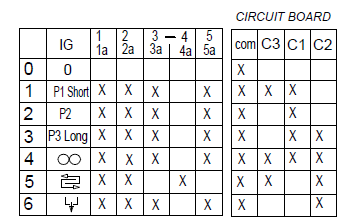 CIRCUIT BOARD
IG 1 1a 2 2a 3 — 4 3a 4a 5 5a com C3 C1 C2
0 0 X
1 P1 Short X X X X X X X
2 P2 X X X X X X
3 P3 Long X X X X X X X
4 X X X X X X X X
5 X X X X X X
6 X X X X X X